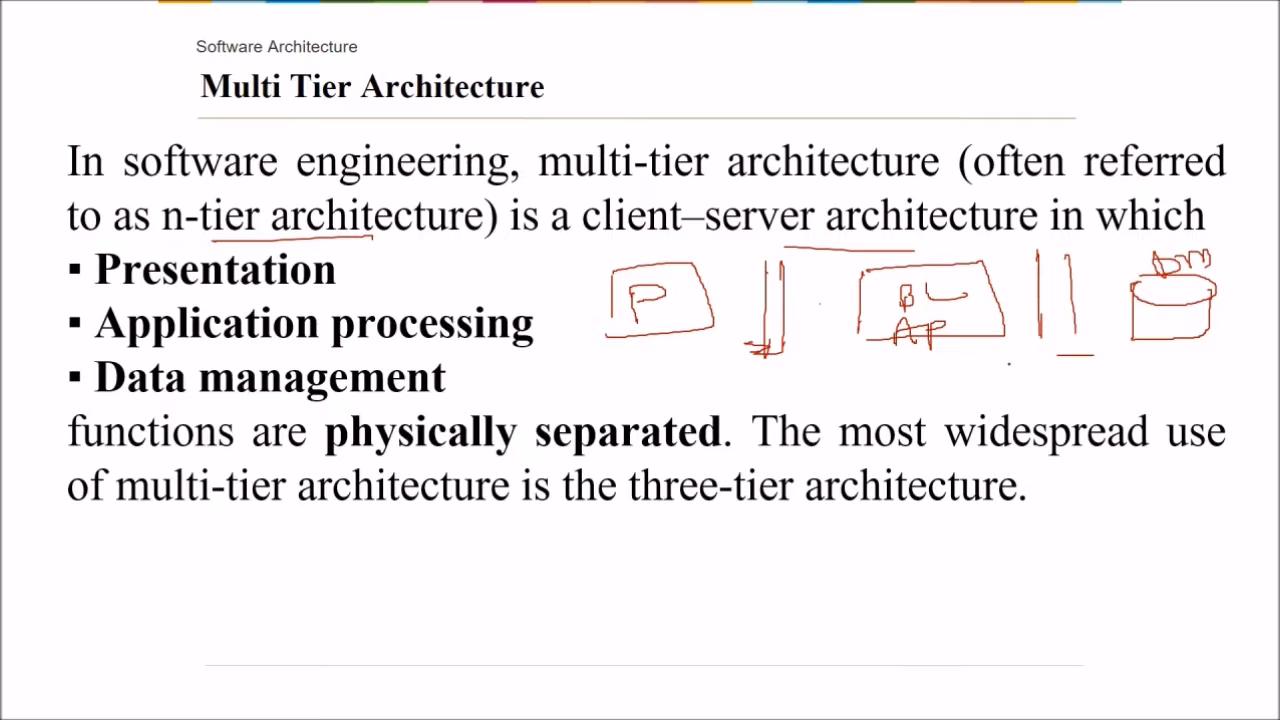 Software Architecture
Multi Tier Architecture
In software engineering, multi-tier architecture (often referred
to as n-tier architecture) is a client–server architecture in which
▪ Presentation
▪ Application processing
▪ Data management
P
BL
AP
DM
functions are physically separated. The most widespread use
of multi-tier architecture is the three-tier architecture.